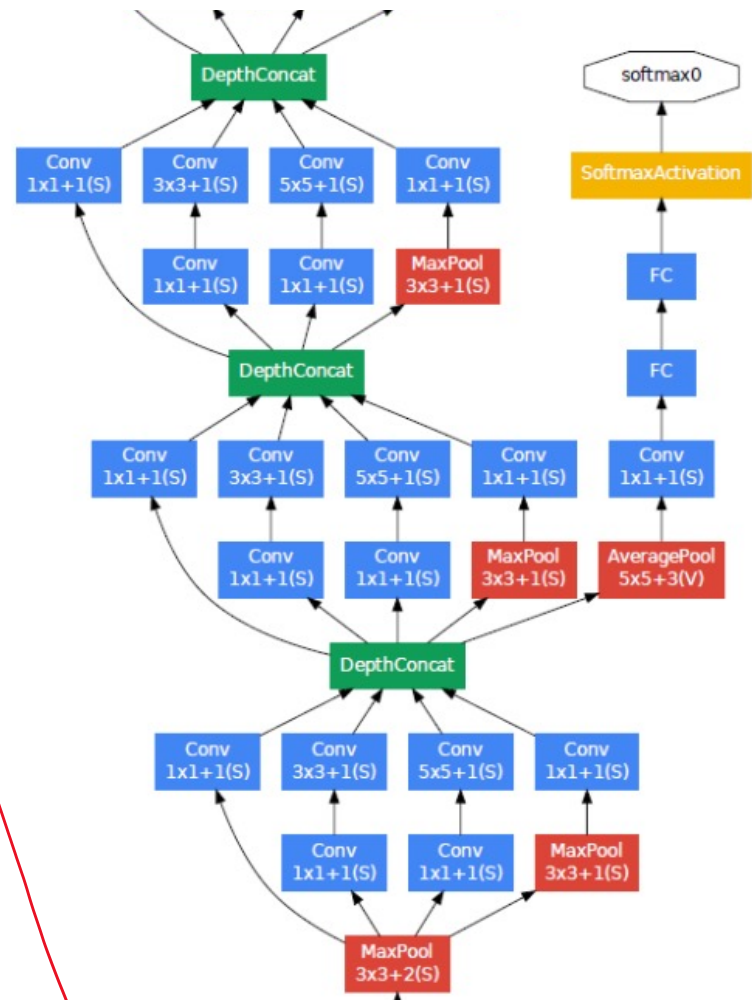 DepthConcat
softmax0
Conv
1x1+1(S)
Conv
3x3+1(S)
Conv
5x5+1(S)
Conv
1x1+1(S)
SoftmaxActivation
Conv
1x1+1(S)
Conv
1x1+1(S)
MaxPool
3x3+1(S)
FC
DepthConcat
FC
Conv
1x1+1(S)
Conv
3x3+1(S)
Conv
5x5+1(S)
Conv
1x1+1(S)
Conv
1x1+1(S)
Conv
1x1+1(S)
Conv
1x1+1(S)
MaxPool
3x3+1(S)
AveragePool
5x5+3(V)
DepthConcat
Conv
1x1+1(S)
Conv
3x3+1(S)
Conv
5x5+1(S)
Conv
1x1+1(S)
Conv
1x1+1(S)
Conv
1x1+1(S)
MaxPool
3x3+1(S)
MaxPool
3x3+2(S)